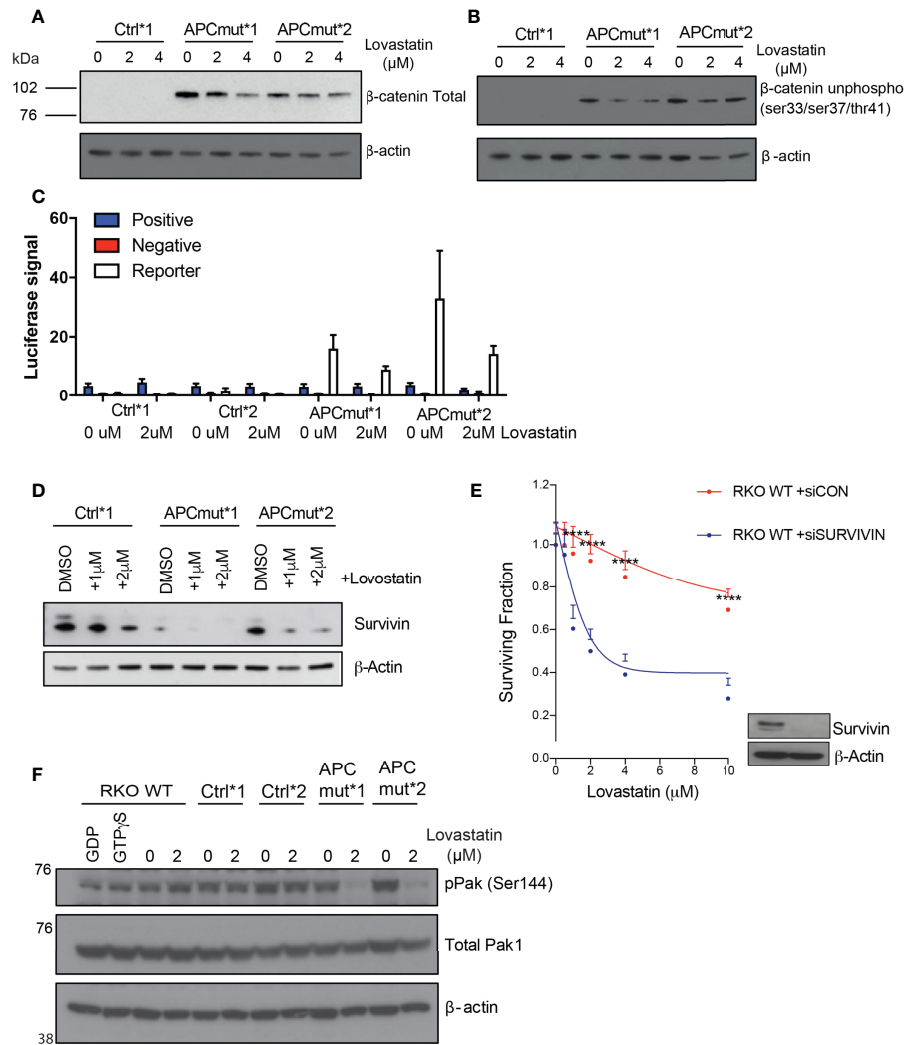 A
Ctrl*1 APCmut*1 APCmut*2
kDa
0 2 4 0 2 4 0 2 4
Lovastatin
(μM)
102
76
β-catenin Total
β-actin
B
Ctrl*1 APCmut*1 APCmut*2
0 2 4 0 2 4 0 2 4
Lovastatin
(μM)
β-catenin unphospho
(ser33/ser37/thr41)
β-actin
C
Luciferase signal
60
40
20
0
Positive
Negative
Reporter
Ctrl*1 Ctrl*2 APCmut*1 APCmut*2
0 uM 2uM 0 uM 2uM 0 uM 2uM 0 uM 2uM Lovastatin
D
Ctrl*1 APCmut*1 APCmut*2
DMSO +1μM +2μM DMSO +1μM +2μM DMSO +1μM +2μM
+Lovostatin
Survivin
β-Actin
E
Surviving Fraction
1.2
1.0
0.8
0.6
0.4
0.2
0.0
0 2 4 6 8 10
Lovastatin (μM)
RKO WT +siCON
RKO WT +siSURVIVIN
**** **** **** ****
Survivin
β-Actin
F
RKO WT Ctrl*1 Ctrl*2 APC mut*1 APC mut*2
GDP GTPγS 0 2 0 2 0 2 0 2 0 2
Lovastatin
(μM)
76
pPak (Ser144)
76
Total Pak1
β-actin
38